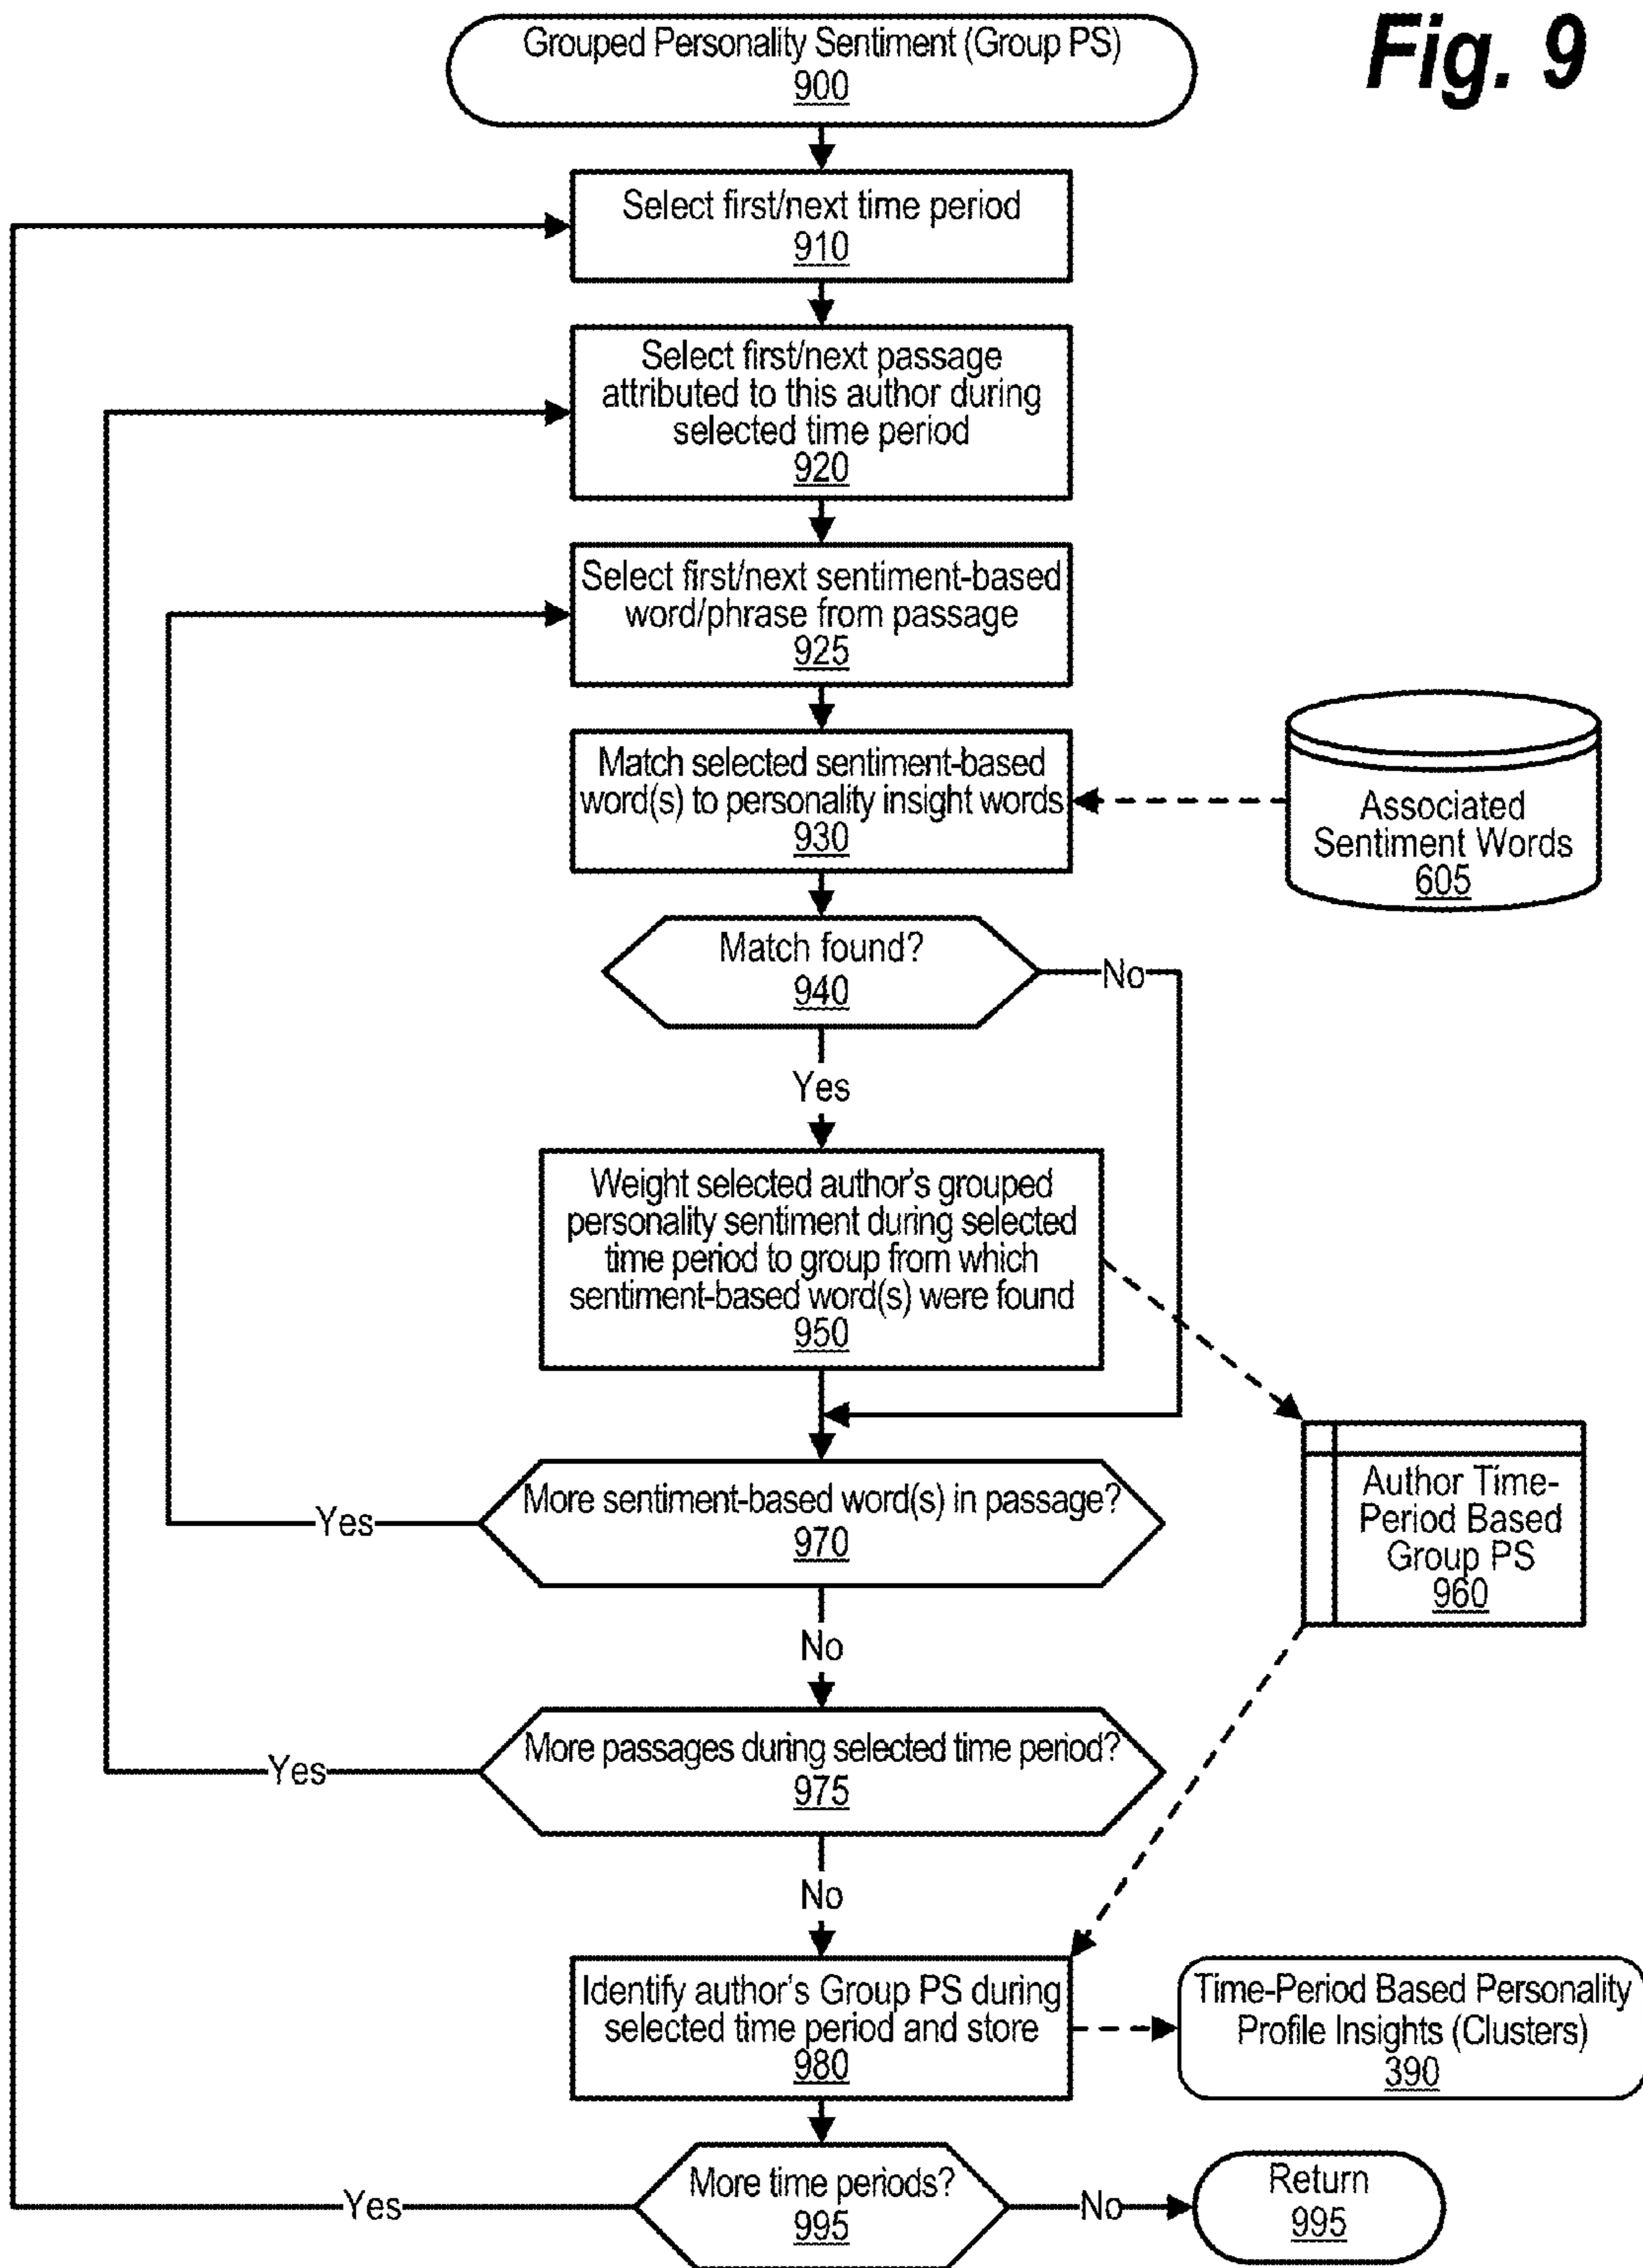 Fig. 9
Grouped Personality Sentiment (Group PS)
900
Select first/next time period
910
Select first/next passage
attributed to this author during
selected time period
920
Select first/next sentiment-based
word/phrase from passage
925
Match selected sentiment-based
word(s) to personality insight words
930
Associated
Sentiment Words
605
Match found?
940
No
Yes
Weight selected author's grouped
personality sentiment during selected
time period to group from which
sentiment-based word(s) were found
950
Author Time-
Period Based
Group PS
960
More sentiment-based word(s) in passage?
970
Yes
No
More passages during selected time period?
975
Yes
No
Identify author's Group PS during
selected time period and store
980
Time-Period Based Personality
Profile Insights (Clusters)
390
More time periods?
995
Yes
No
Return
995